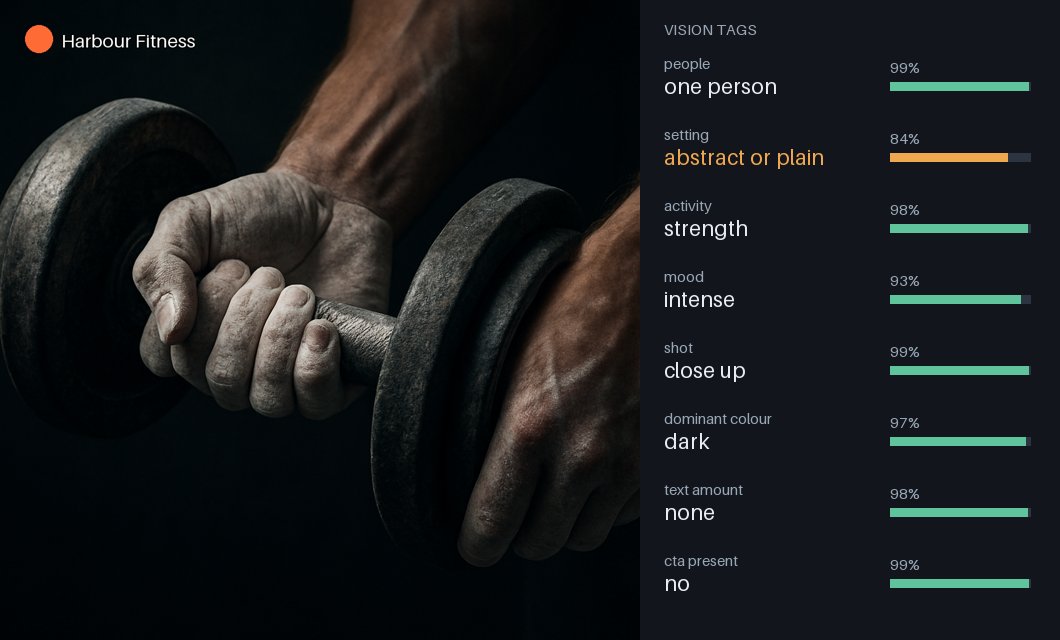 Harbour Fitness
VISION TAGS
people
one person
99%
setting
abstract or plain
84%
activity
strength
98%
mood
intense
93%
shot
close up
99%
dominant colour
dark
97%
text amount
none
98%
cta present
no
99%